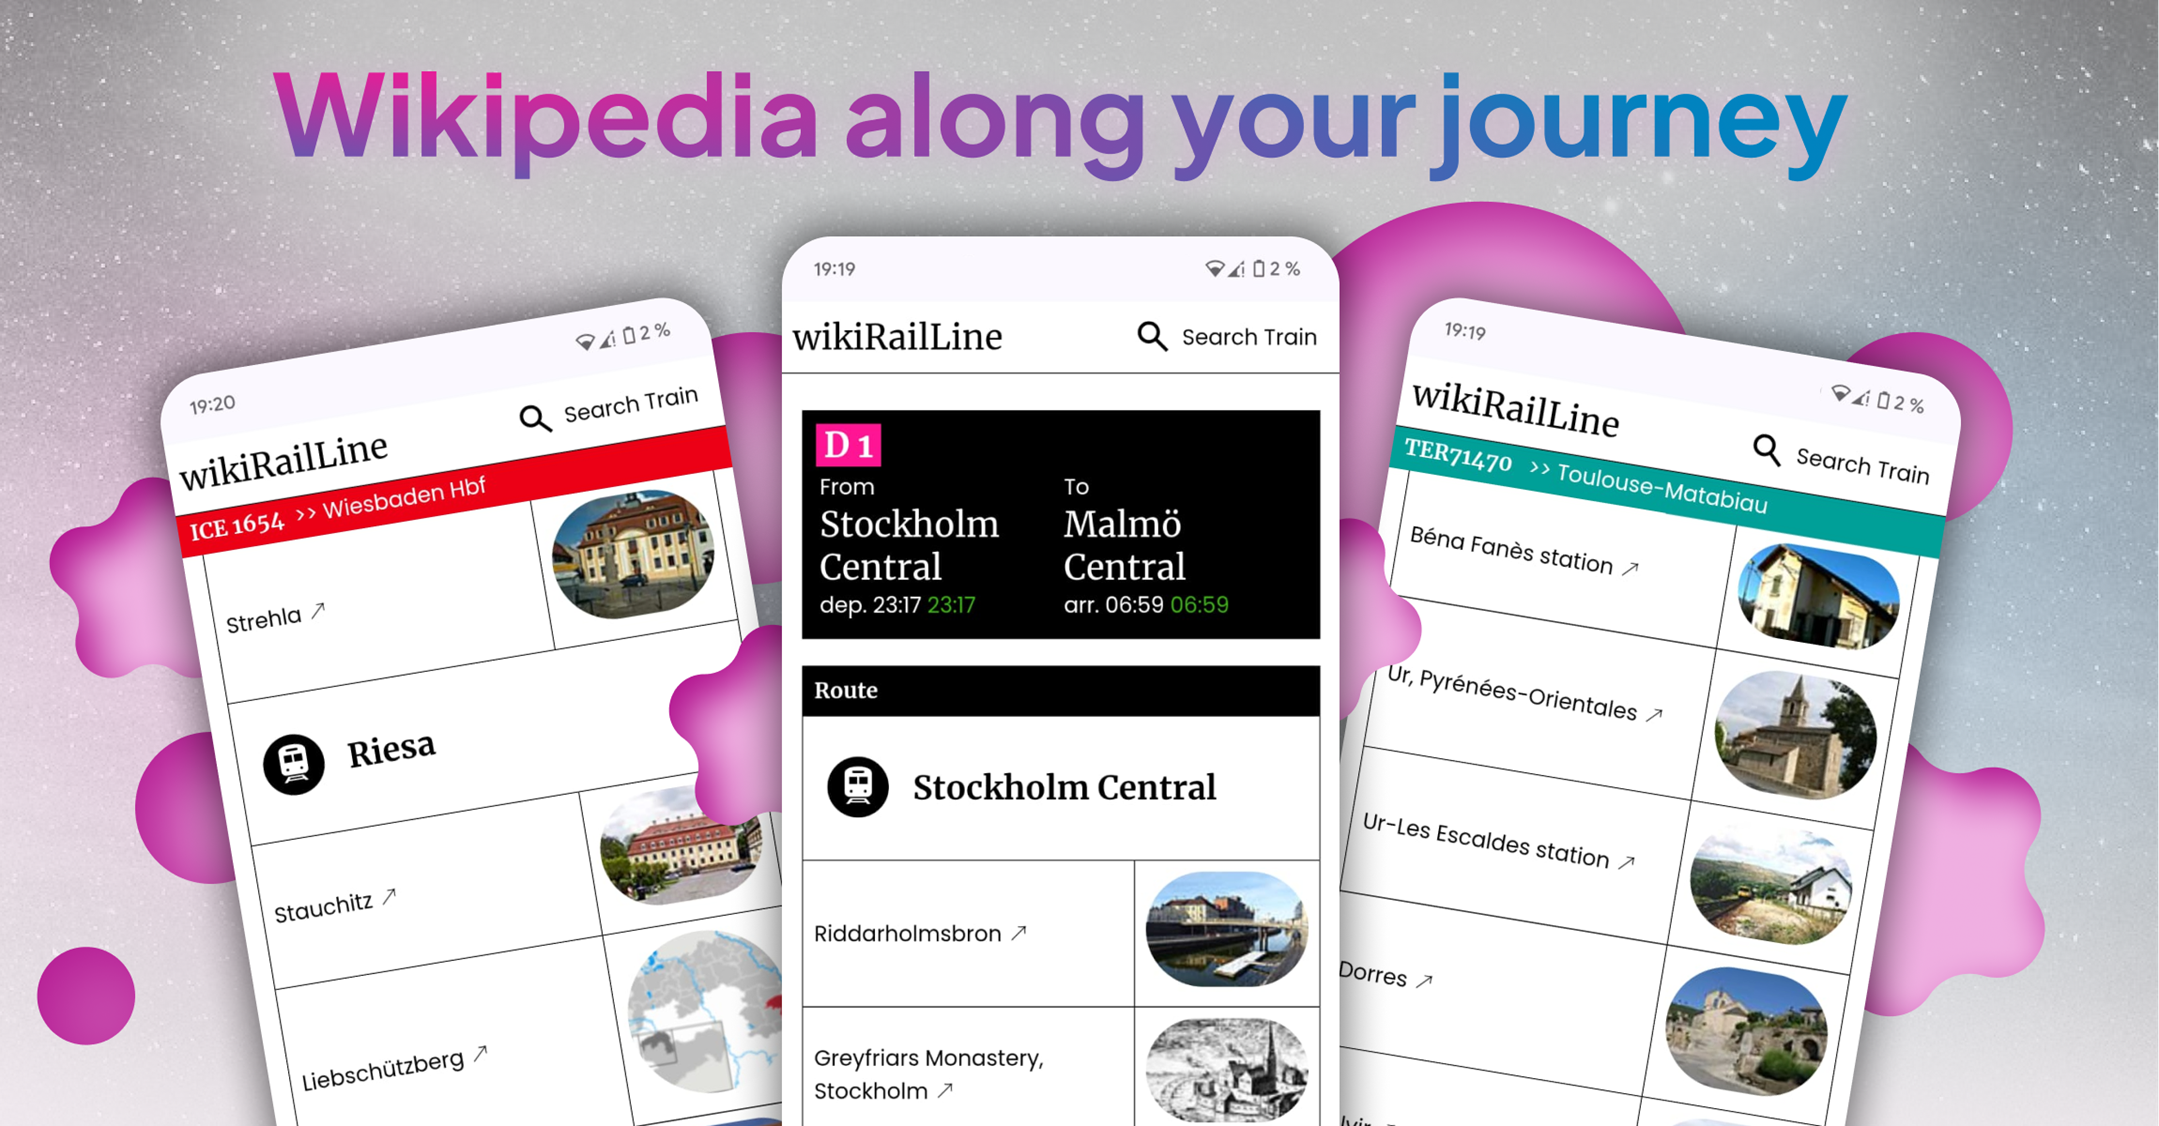 Wikipedia along your journey
19:20
2 %
wikiRailLine
Search Train
ICE 1654 >> Wiesbaden Hbf
Strehla ↗
Riesa
Stauchitz ↗
Liebschützberg ↗
19:19
2 %
wikiRailLine
Search Train
D 1
From
Stockholm
Central
dep. 23:17 23:17
To
Malmö
Central
arr. 06:59 06:59
Route
Stockholm Central
Riddarholmsbron ↗
Greyfriars Monastery,
Stockholm ↗
19:19
2 %
wikiRailLine
Search Train
TER71470 >> Toulouse-Matabiau
Béna Fanès station ↗
Ur, Pyrénées-Orientales ↗
Ur-Les Escaldes station ↗
Dorres ↗